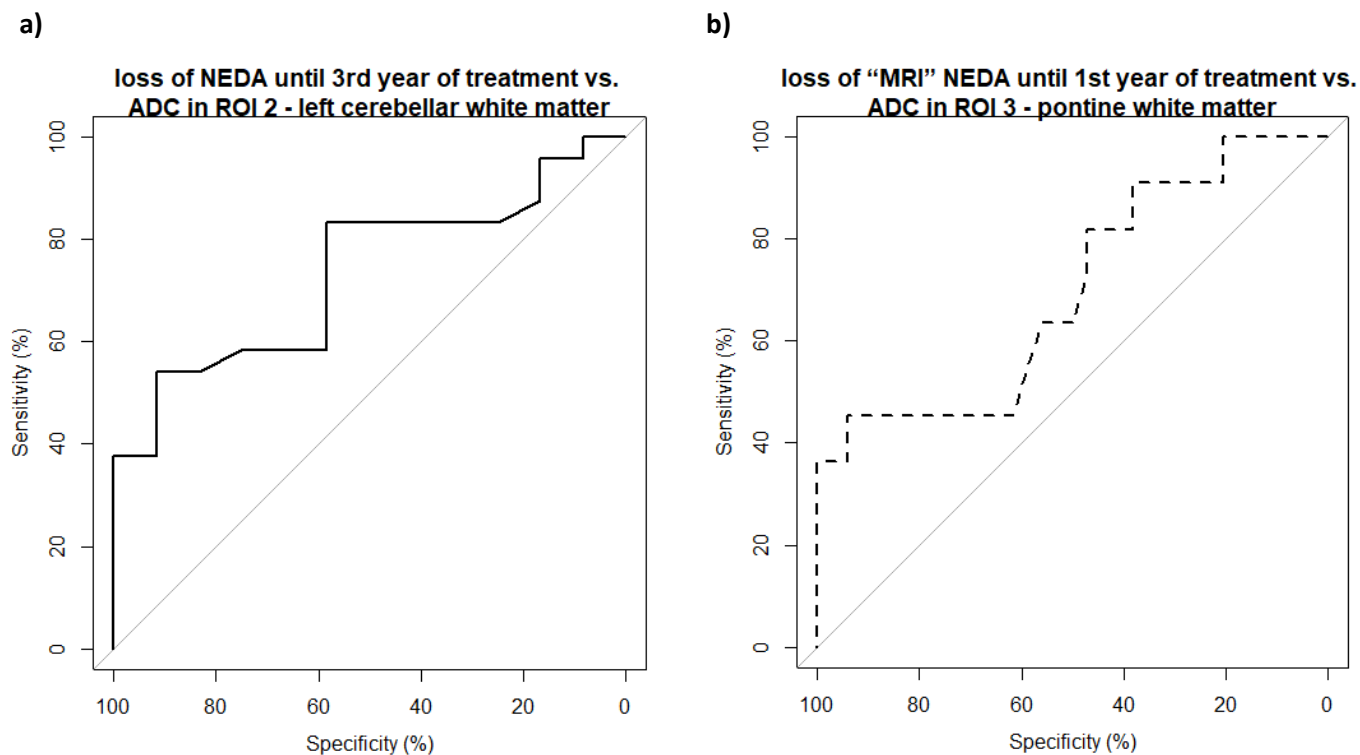 a)
loss of NEDA until 3rd year of treatment vs.
ADC in ROI 2 - left cerebellar white matter
100
80
60
40
20
0
Sensitivity (%)
100
80
60
40
20
0
Specificity (%)
b)
loss of “MRI” NEDA until 1st year of treatment vs.
ADC in ROI 3 - pontine white matter
100
80
60
40
20
0
Sensitivity (%)
100
80
60
40
20
0
Specificity (%)